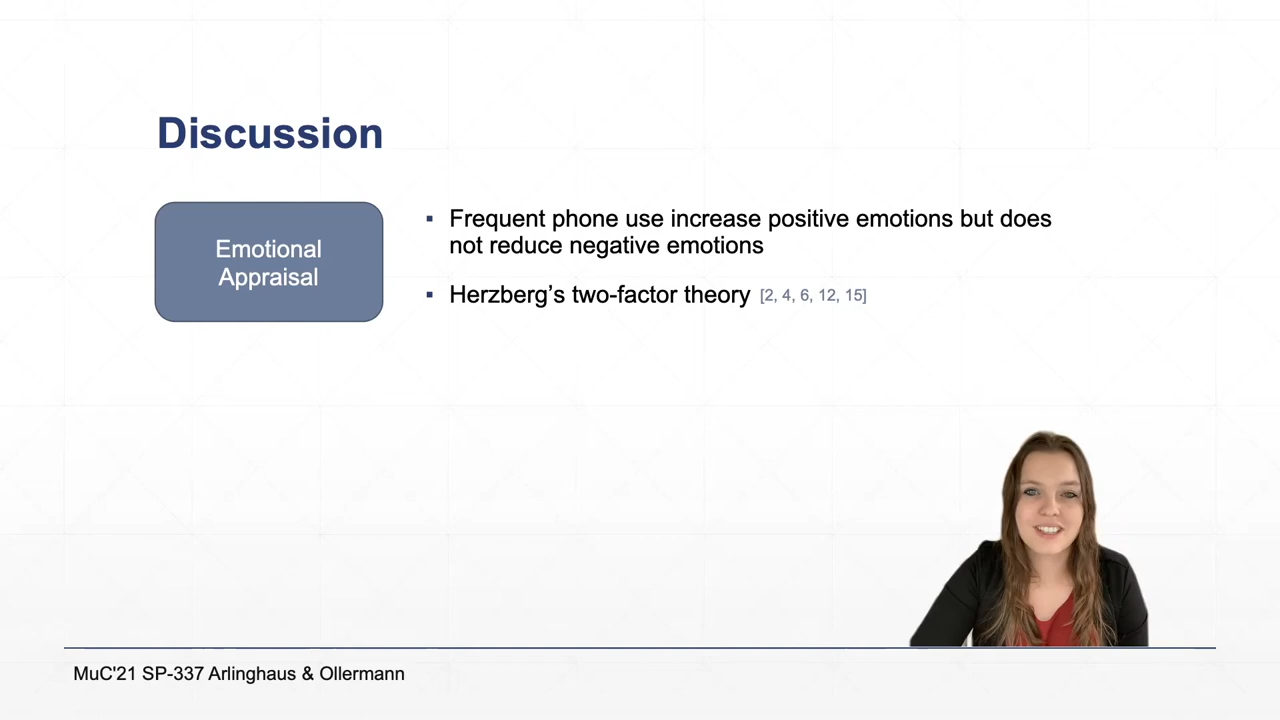 Discussion
Emotional
Appraisal
▪ Frequent phone use increase positive emotions but does
not reduce negative emotions
▪ Herzberg’s two-factor theory [2, 4, 6, 12, 15]
MuC'21 SP-337 Arlinghaus & Ollermann